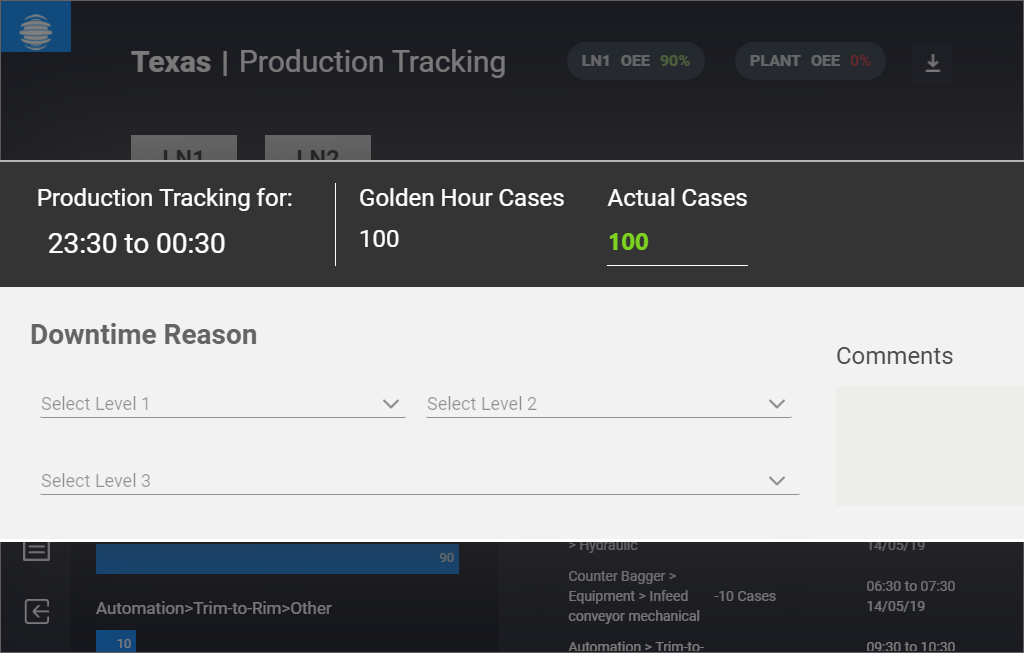 Texas | Production Tracking
LN1 OEE 90%
PLANT OEE 0%
LN1
LN2
Production Tracking for:
23:30 to 00:30
Golden Hour Cases
100
Actual Cases
100
Downtime Reason
Select Level 1
Select Level 2
Select Level 3
Comments
90
Automation>Trim-to-Rim>Other
10
> Hydraulic
14/05/19
Counter Bagger >
Equipment > Infeed
conveyor mechanical
-10 Cases
06:30 to 07:30
14/05/19
Automation > Trim-to-
09:30 to 10:30